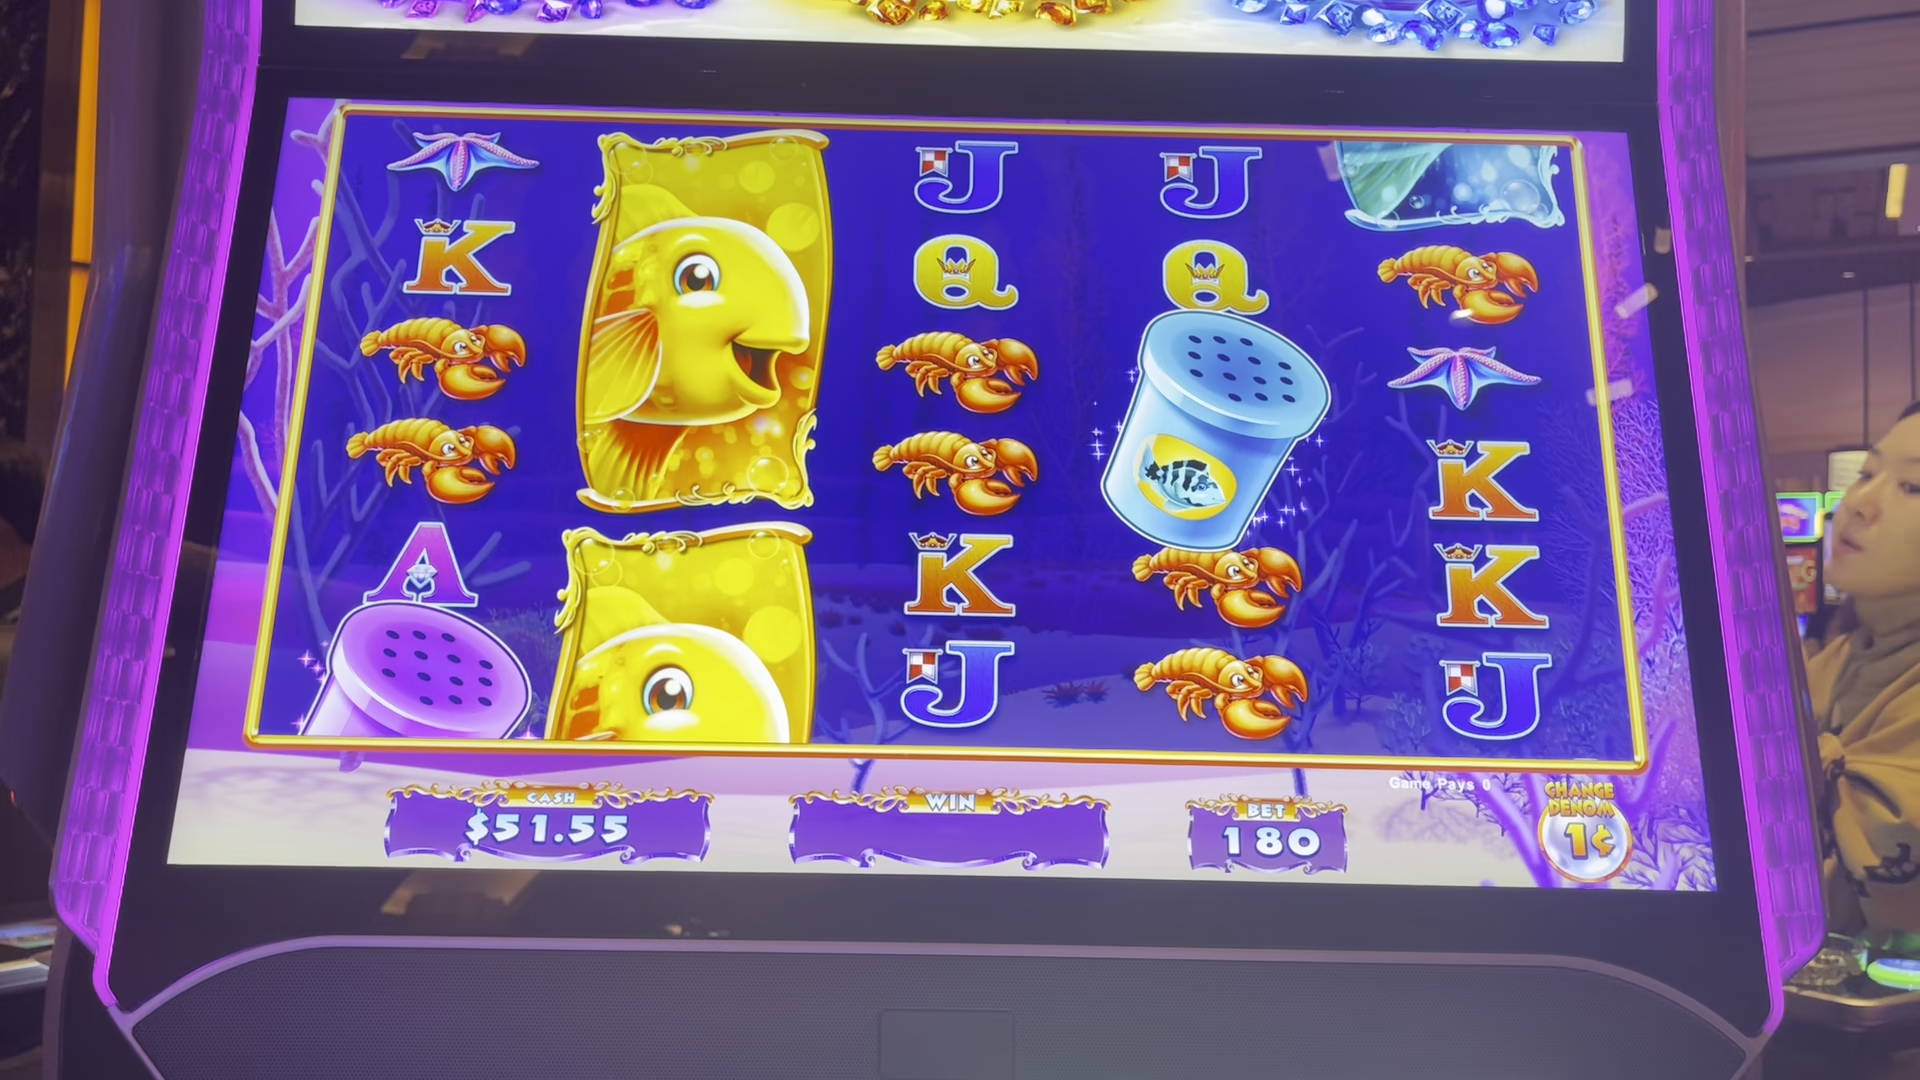 J J
K Q Q
A K K
K
J J
Game Pays 0
CASH WIN BET CHANGE DENOM
$51.55 180 1¢